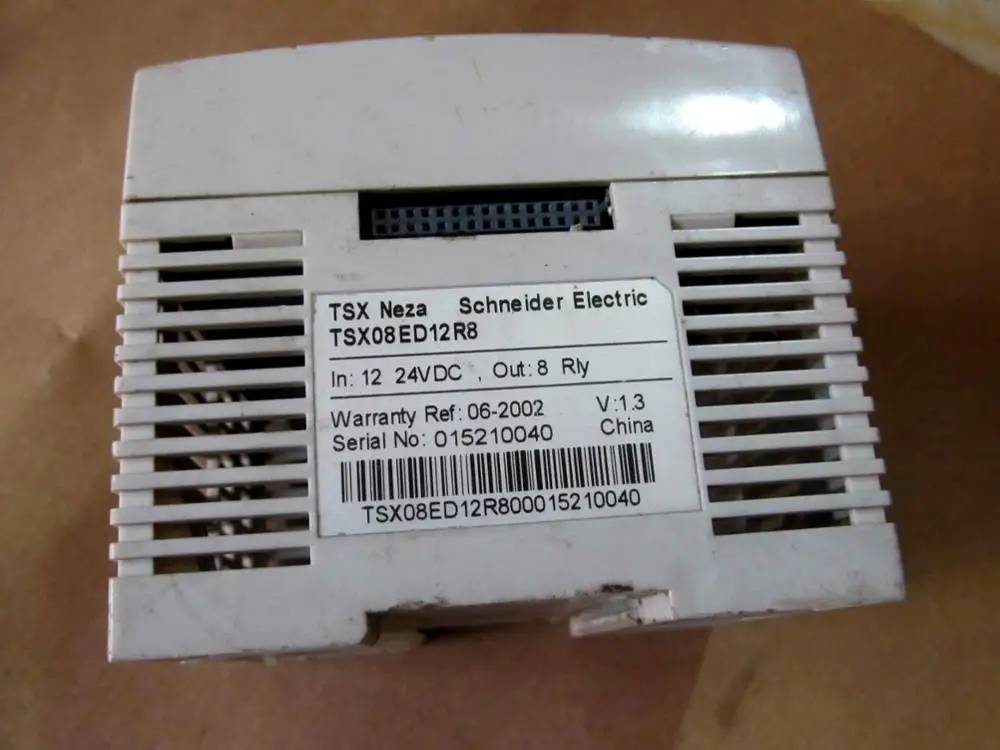 TSX Neza Schneider Electric
TSX08ED12R8
In: 12 24VDC , Out: 8 Rly
Warranty Ref: 06-2002 V:1.3
Serial No: 015210040 China
TSX08ED12R800015210040